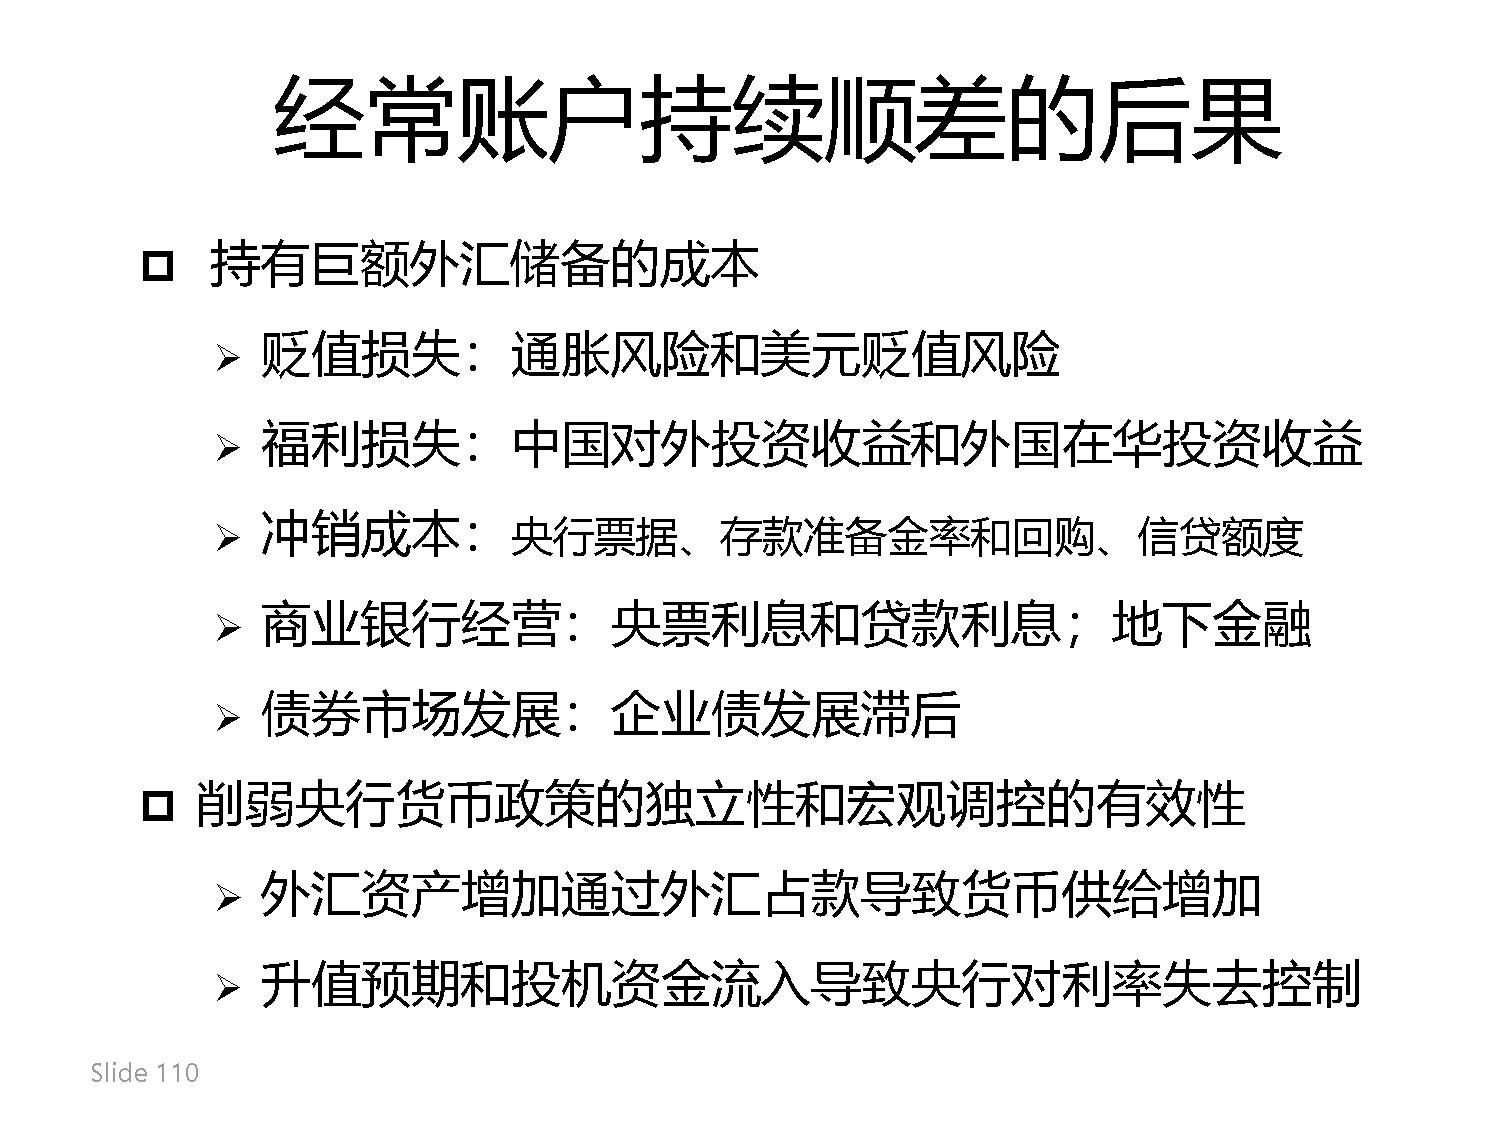 经常账户持续顺差的后果
持有巨额外汇储备的成本
贬值损失：通胀风险和美元贬值风险
福利损失：中国对外投资收益和外国在华投资收益
冲销成本：央行票据、存款准备金率和回购、信贷额度
商业银行经营：央票利息和贷款利息；地下金融
债券市场发展：企业债发展滞后
削弱央行货币政策的独立性和宏观调控的有效性
外汇资产增加通过外汇占款导致货币供给增加
升值预期和投机资金流入导致央行对利率失去控制
Slide 110